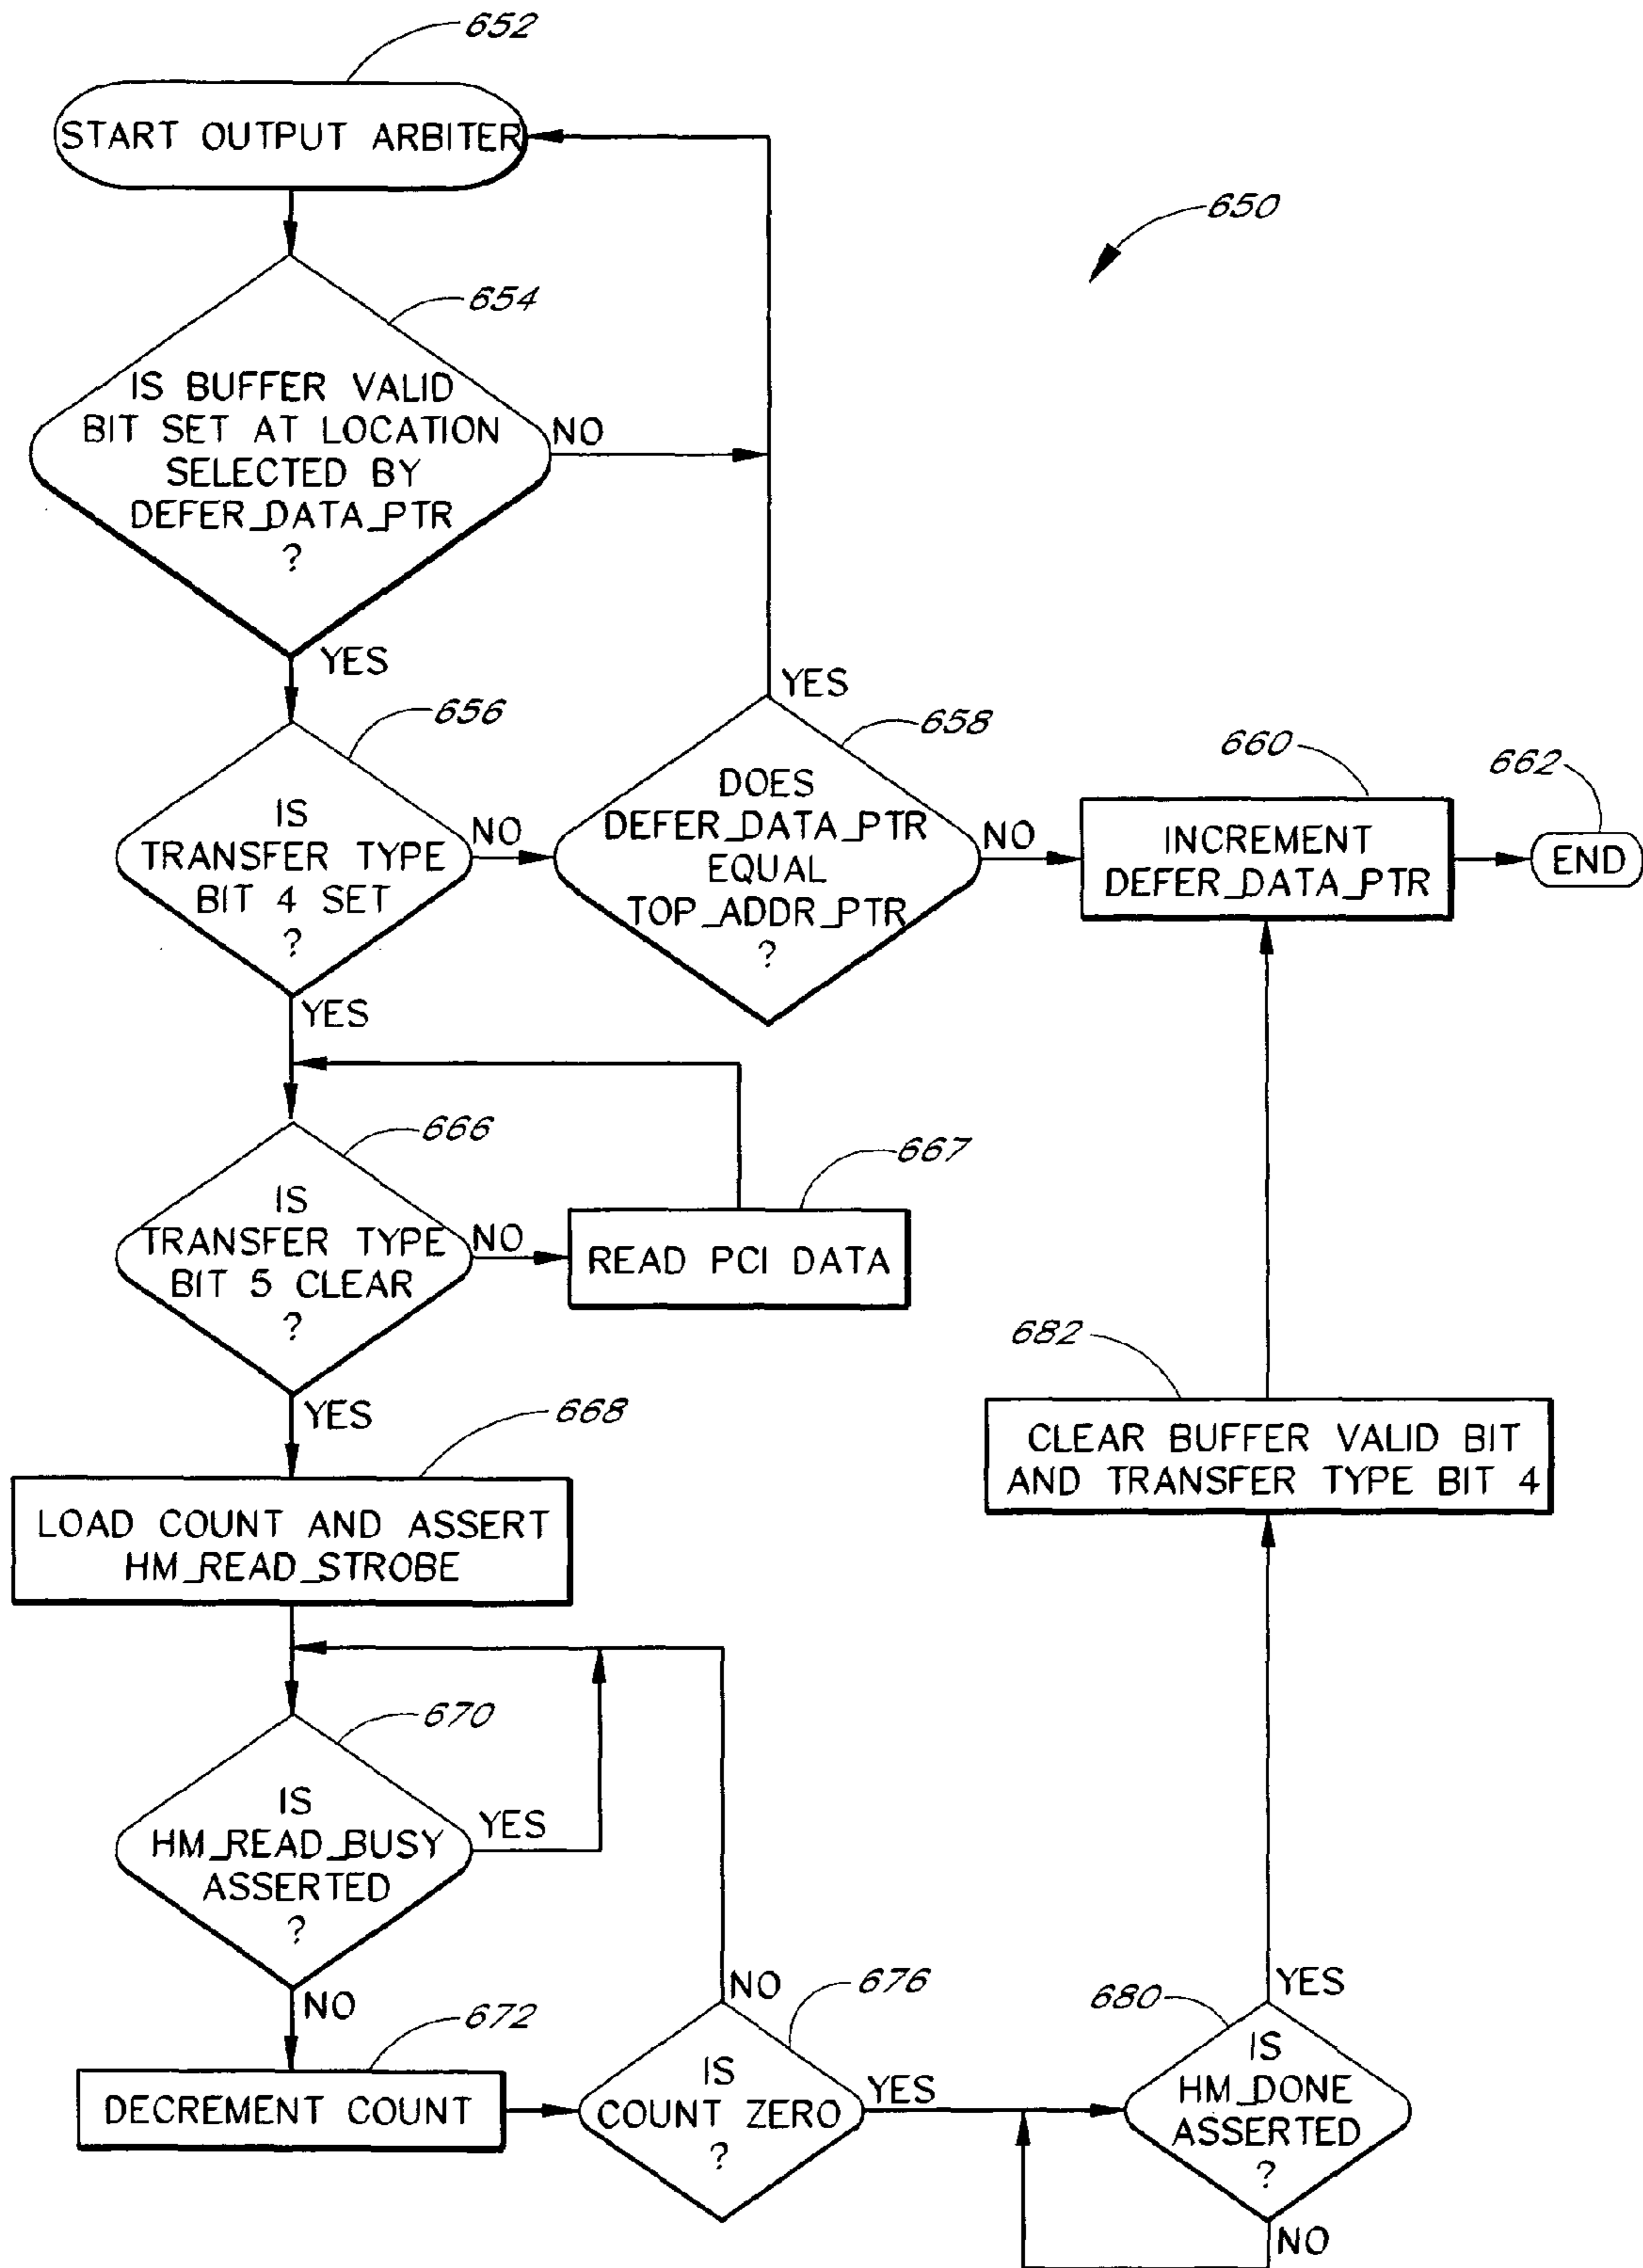 652
START OUTPUT ARBITER
650
654
IS BUFFER VALID
BIT SET AT LOCATION
SELECTED BY
DEFER_DATA_PTR
?
NO
YES
656
IS
TRANSFER TYPE
BIT 4 SET
?
NO
YES
YES
658
DOES
DEFER_DATA_PTR
EQUAL
TOP_ADDR_PTR
?
NO
660
INCREMENT
DEFER_DATA_PTR
662
END
666
IS
TRANSFER TYPE
BIT 5 CLEAR
?
NO
667
READ PCI DATA
YES
668
LOAD COUNT AND ASSERT
HM_READ_STROBE
682
CLEAR BUFFER VALID BIT
AND TRANSFER TYPE BIT 4
670
IS
HM_READ_BUSY
ASSERTED
?
YES
NO
672
DECREMENT COUNT
NO
676
IS
COUNT ZERO
?
YES
680
YES
IS
HM_DONE
ASSERTED
?
NO